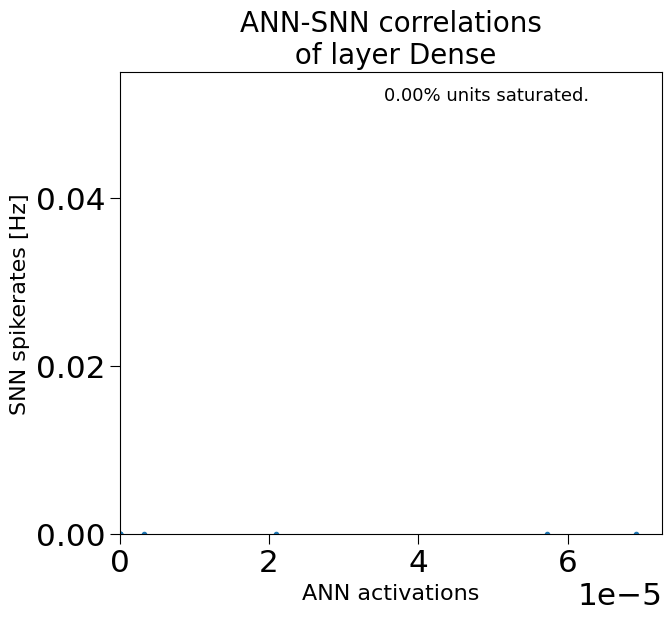 ANN-SNN correlations
of layer Dense
0.00% units saturated.
SNN spikerates [Hz]
0.04
0.02
0.00
0 2 4 6
1e−5
ANN activations